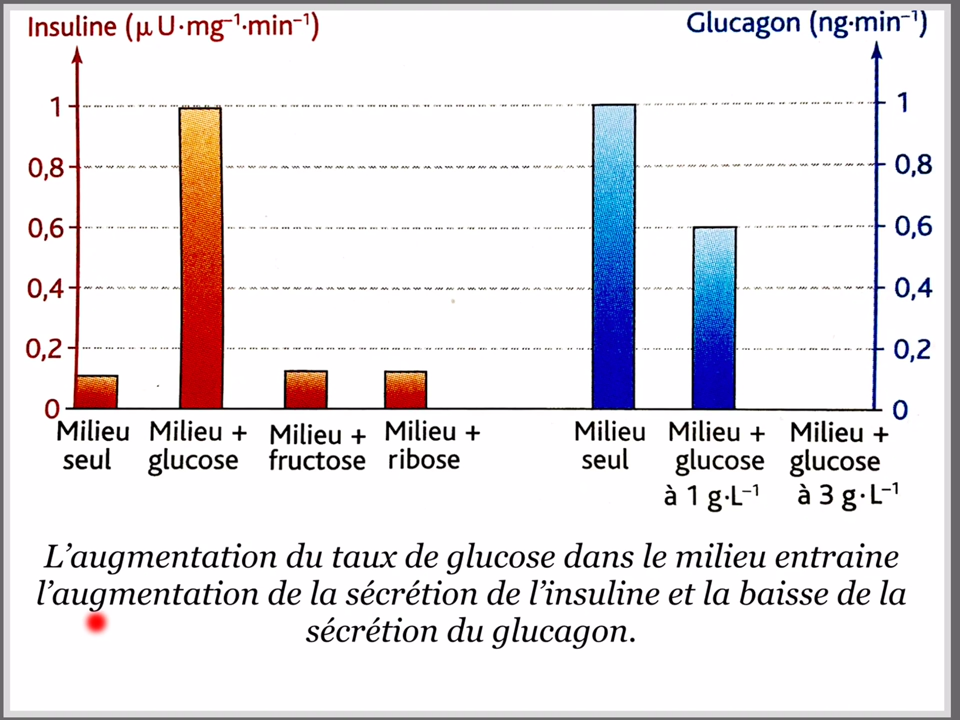 Insuline (µ U·mg⁻¹·min⁻¹)
Glucagon (ng·min⁻¹)
1
0,8
0,6
0,4
0,2
0
1
0,8
0,6
0,4
0,2
0
Milieu seul
Milieu + glucose
Milieu + fructose
Milieu + ribose
Milieu seul
Milieu + glucose à 1 g·L⁻¹
Milieu + glucose à 3 g·L⁻¹
L’augmentation du taux de glucose dans le milieu entraine
l’augmentation de la sécrétion de l’insuline et la baisse de la
sécrétion du glucagon.